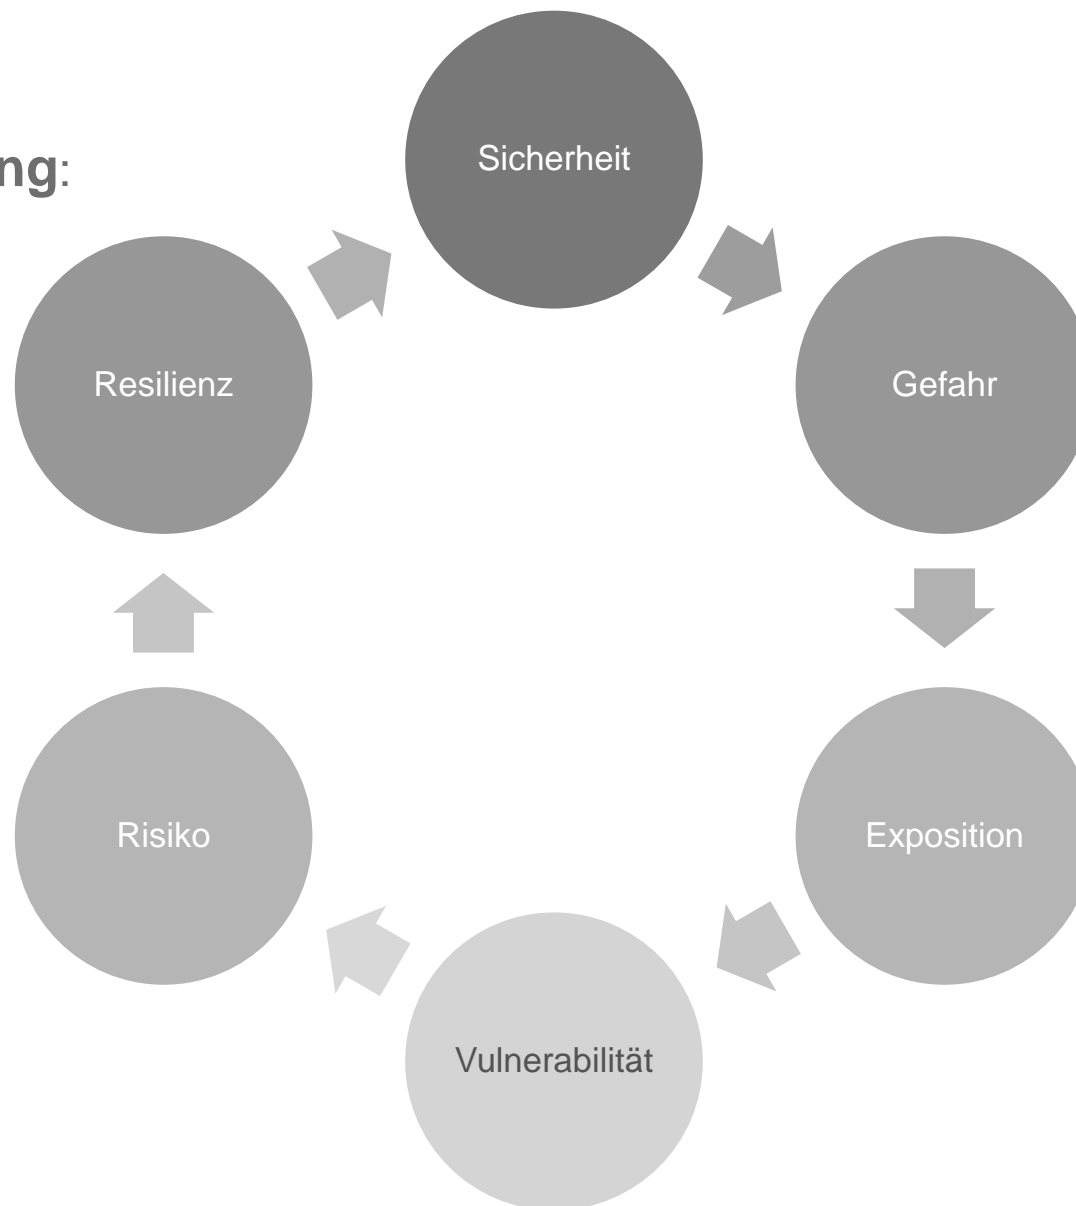 ng:
Sicherheit
Gefahr
Exposition
Vulnerabilität
Risiko
Resilienz